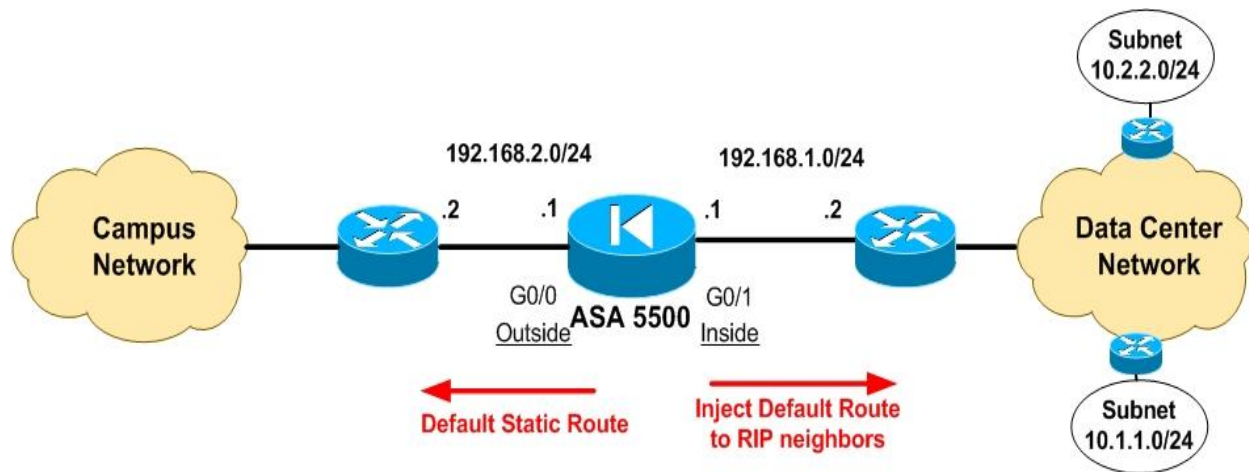 Subnet
10.2.2.0/24
192.168.2.0/24
192.168.1.0/24
Campus
Network
.2
.1
.1
.2
Data Center
Network
G0/0
Outside
ASA 5500
G0/1
Inside
Default Static Route
Inject Default Route
to RIP neighbors
Subnet
10.1.1.0/24